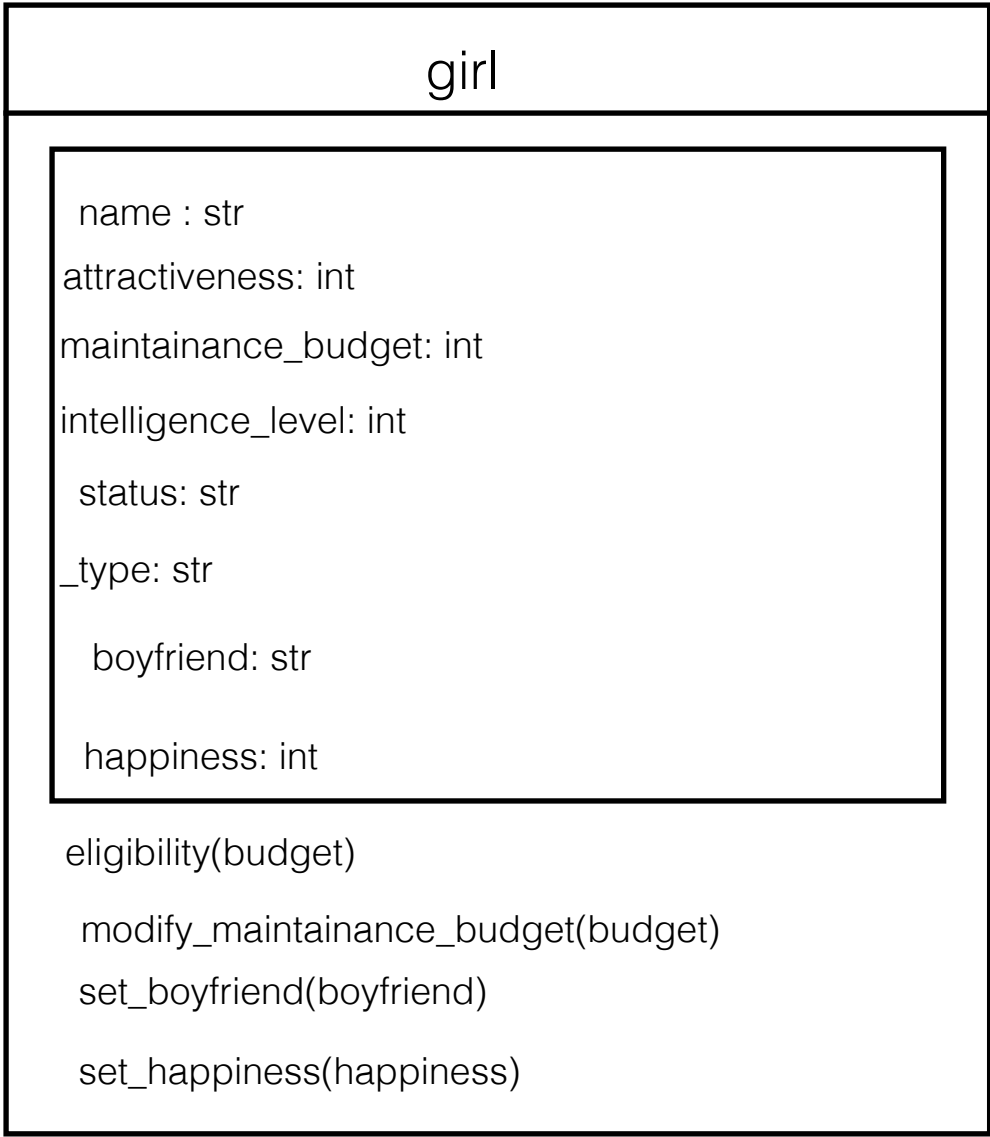 girl
name : str
attractiveness: int
maintainance_budget: int
intelligence_level: int
status: str
_type: str
boyfriend: str
happiness: int
eligibility(budget)
modify_maintainance_budget(budget)
set_boyfriend(boyfriend)
set_happiness(happiness)